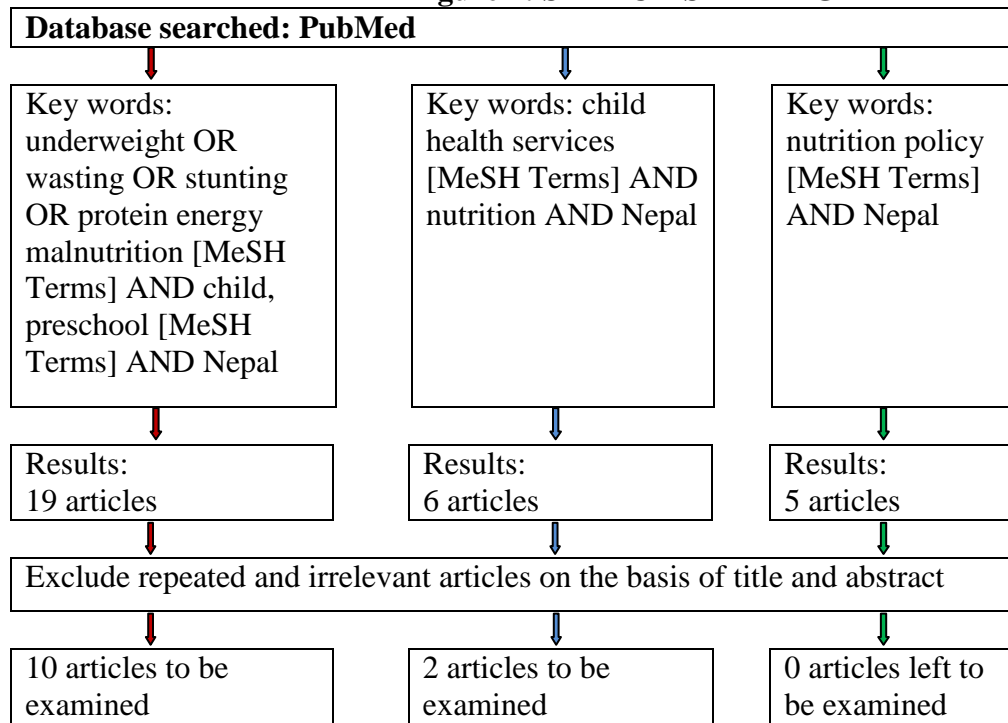 Database searched: PubMed
Key words:
underweight OR
wasting OR stunting
OR protein energy
malnutrition [MeSH
Terms] AND child,
preschool [MeSH
Terms] AND Nepal
Key words: child
health services
[MeSH Terms] AND
nutrition AND Nepal
Key words:
nutrition policy
[MeSH Terms]
AND Nepal
Results:
19 articles
Results:
6 articles
Results:
5 articles
Exclude repeated and irrelevant articles on the basis of title and abstract
10 articles to be
examined
2 articles to be
examined
0 articles left to
be examined